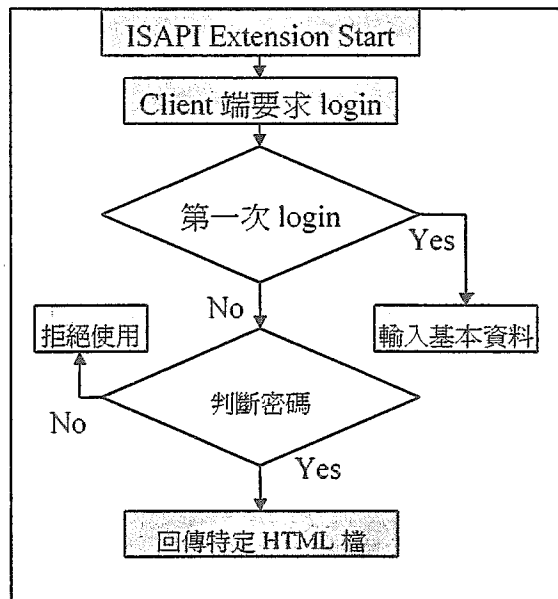 ISAPI Extension Start
Client 端要求 login
第一次 login
Yes
No
拒絕使用
輸入基本資料
判斷密碼
No
Yes
回傳特定 HTML 檔